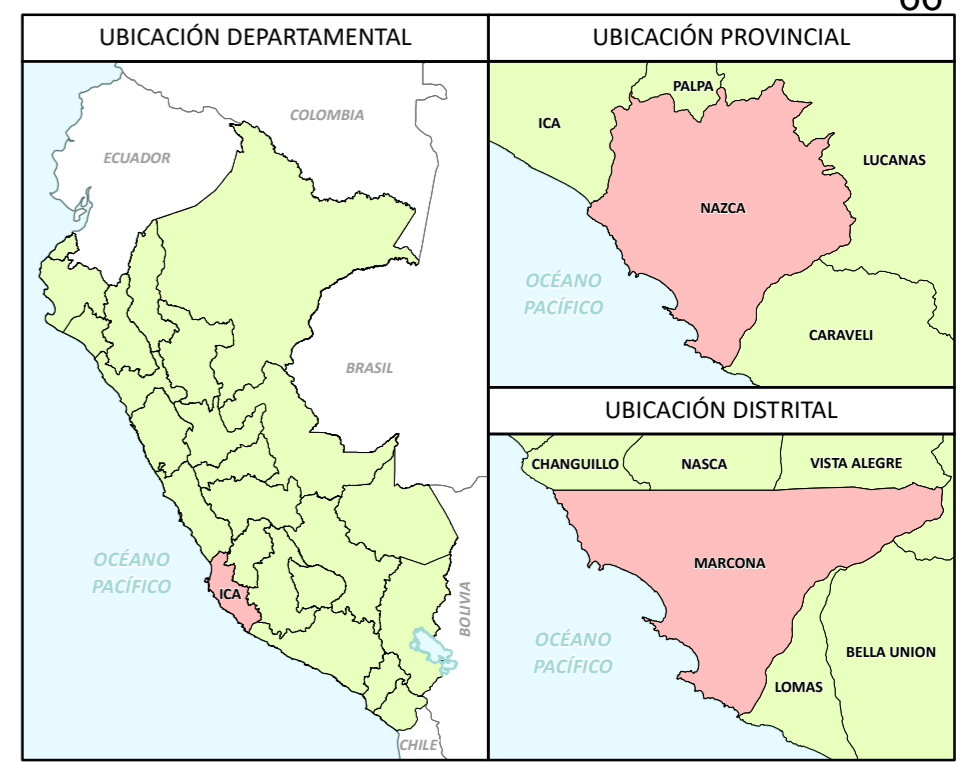 66
UBICACIÓN DEPARTAMENTAL
COLOMBIA
ECUADOR
BRASIL
OCÉANO
PACÍFICO
ICA
BOLIVIA
CHILE
UBICACIÓN PROVINCIAL
PALPA
ICA
LUCANAS
NAZCA
OCÉANO
PACÍFICO
CARAVELI
UBICACIÓN DISTRITAL
CHANGUILLO
NASCA
VISTA ALEGRE
MARCONA
OCÉANO
PACÍFICO
BELLA UNION
LOMAS